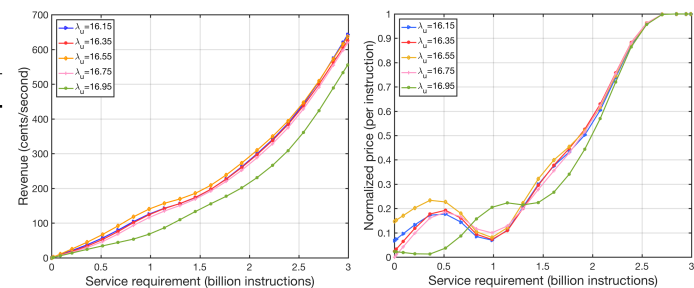 Revenue (cents/second)
700
600
500
400
300
200
100
0
0
0.5
1
1.5
2
2.5
3
Service requirement (billion instructions)
λu=16.15
λu=16.35
λu=16.55
λu=16.75
λu=16.95
Normalized price (per instruction)
1
0.9
0.8
0.7
0.6
0.5
0.4
0.3
0.2
0.1
0
0
0.5
1
1.5
2
2.5
3
Service requirement (billion instructions)
λu=16.15
λu=16.35
λu=16.55
λu=16.75
λu=16.95